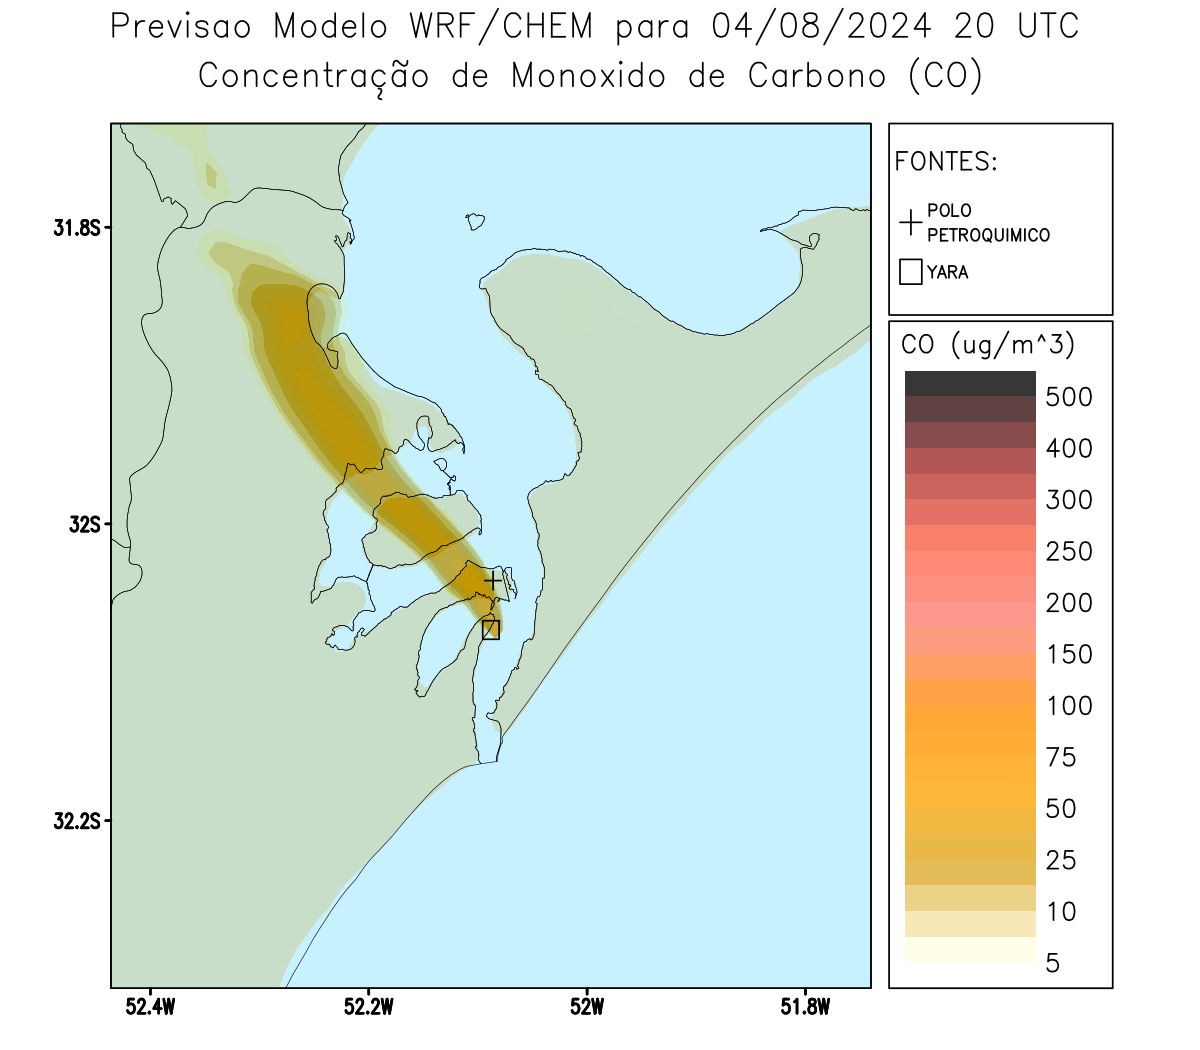 Previsao Modelo WRF/CHEM para 04/08/2024 20 UTC
Concentração de Monoxido de Carbono (CO)
FONTES:
POLO
PETROQUIMICO
YARA
CO (ug/m^3)
500
400
300
250
200
150
100
75
50
25
10
5
31.8S
32S
32.2S
52.4W
52.2W
52W
51.8W